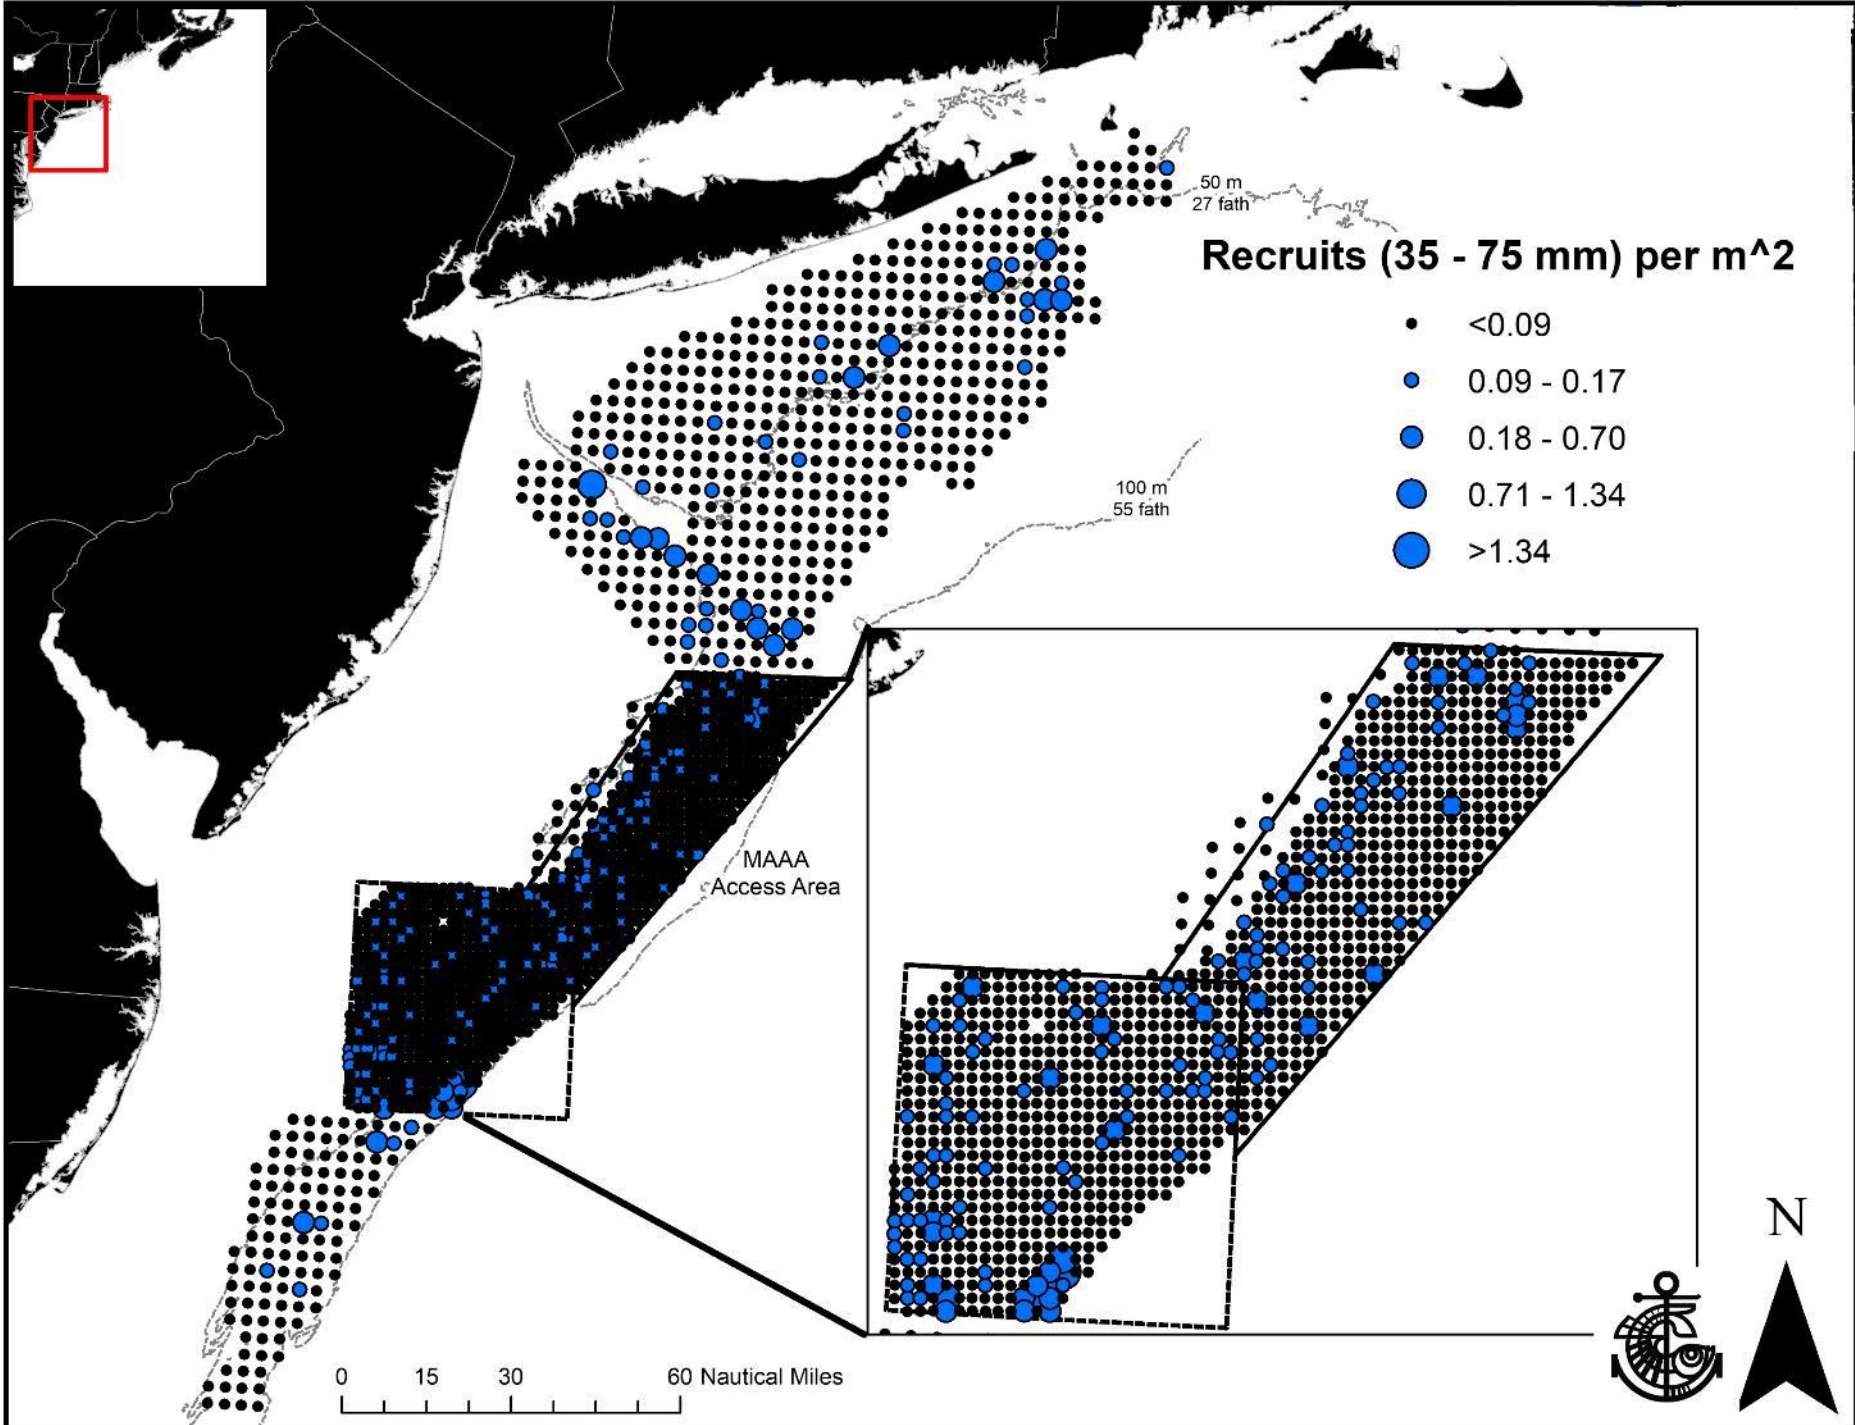 50 m
27 fath
Recruits (35 - 75 mm) per m^2
<0.09
0.09 - 0.17
0.18 - 0.70
0.71 - 1.34
>1.34
100 m
55 fath
MAAA
Access Area
N
0 15 30 60 Nautical Miles